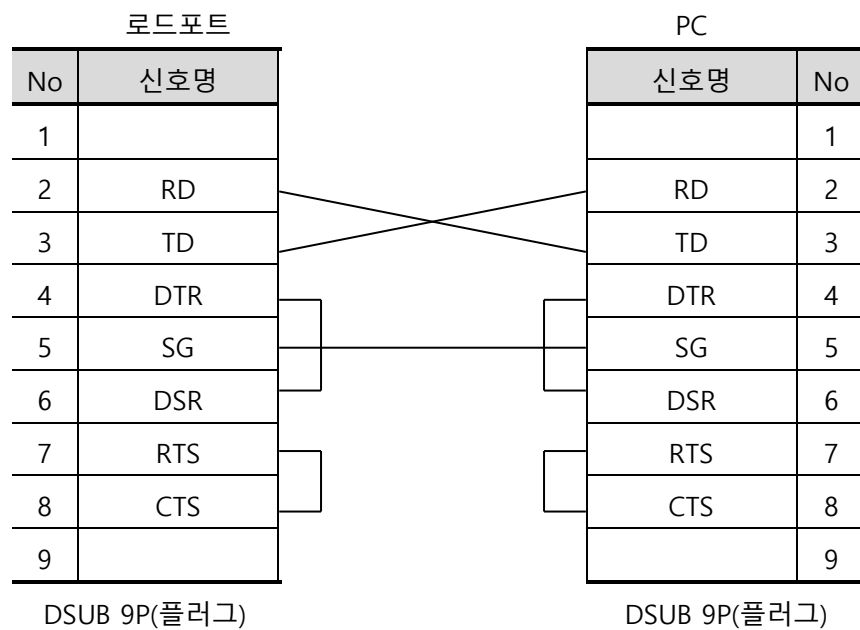 로드포트 PC
No 신호명 신호명 No
1 1
2 RD RD 2
3 TD TD 3
4 DTR DTR 4
5 SG SG 5
6 DSR DSR 6
7 RTS RTS 7
8 CTS CTS 8
9 9
DSUB 9P(플러그) DSUB 9P(플러그)